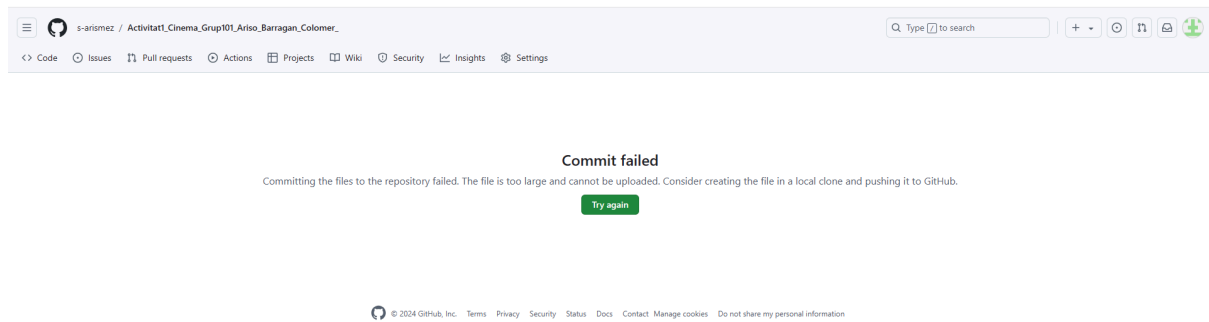 s-arismez / Activitat1_Cinema_Grup101_Ariso_Barragan_Colomer_
Type / to search
Code Issues Pull requests Actions Projects Wiki Security Insights Settings
Commit failed
Committing the files to the repository failed. The file is too large and cannot be uploaded. Consider creating the file in a local clone and pushing it to GitHub.
Try again
© 2024 GitHub, Inc. Terms Privacy Security Status Docs Contact Manage cookies Do not share my personal information